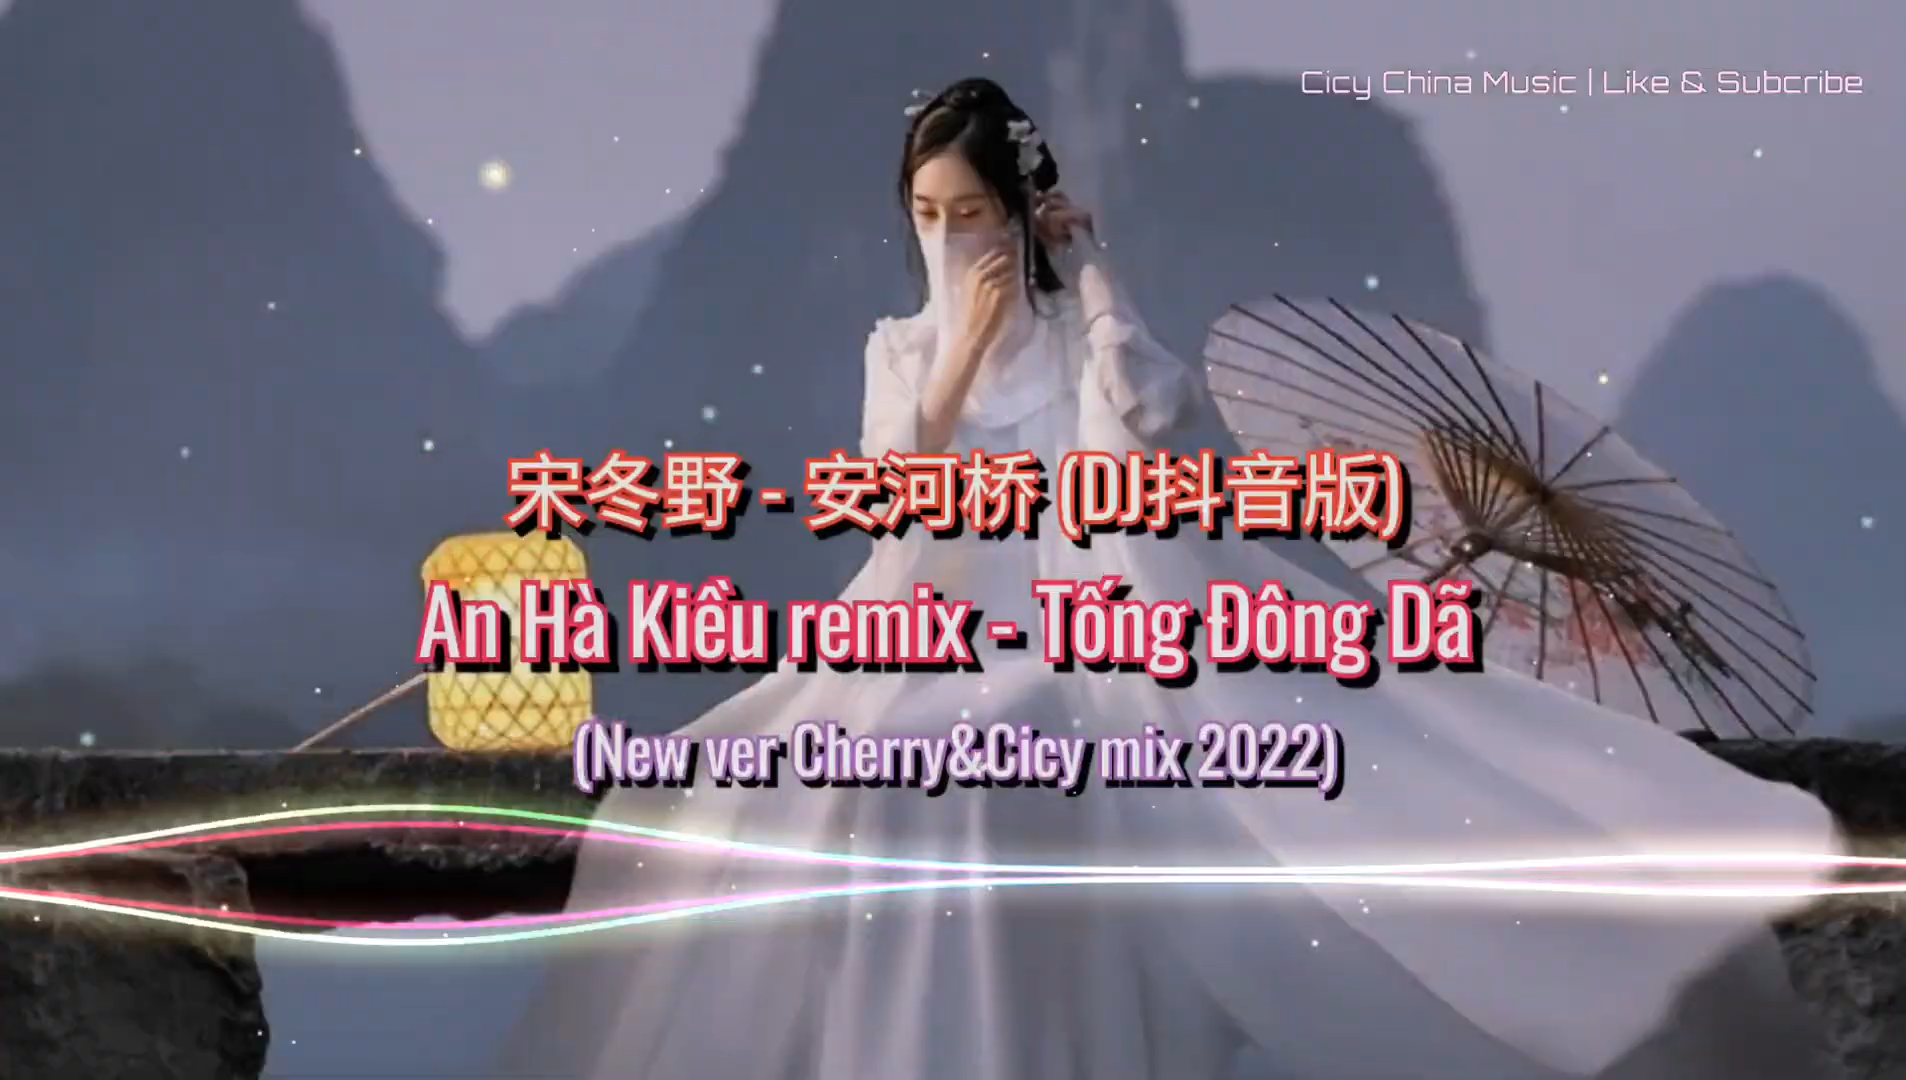 Cicy China Music | Like & Subcribe
宋冬野 - 安河桥 (DJ抖音版)
An Hà Kiều remix - Tống Đông Dã
(New ver Cherry&Cicy mix 2022)